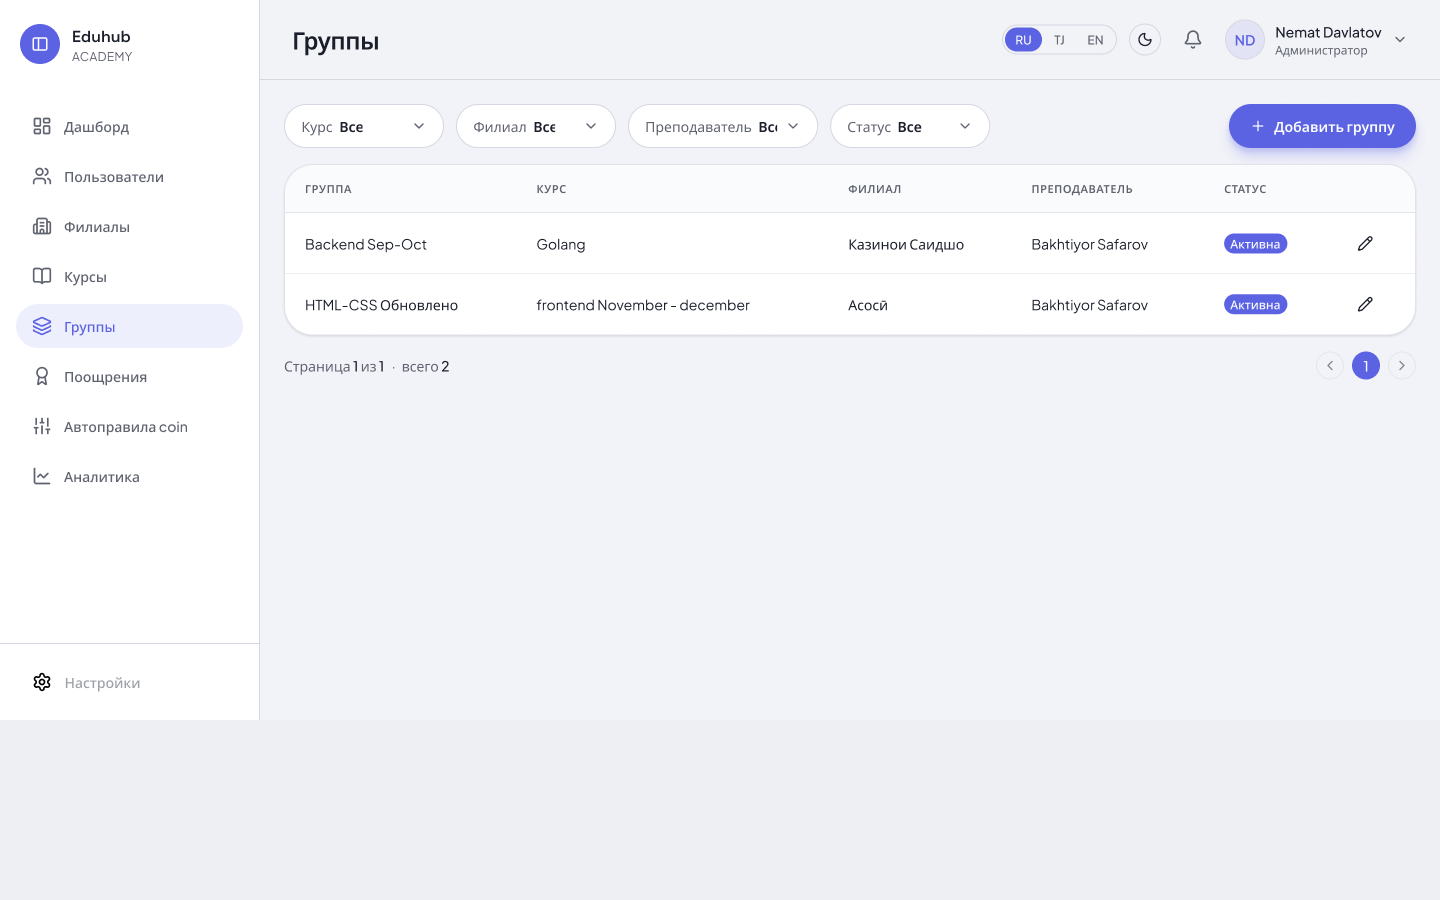 Eduhub
ACADEMY
Группы
RU TJ EN
ND
Nemat Davlatov
Администратор
Дашборд
Пользователи
Филиалы
Курсы
Группы
Поощрения
Автоправила coin
Аналитика
Настройки
Курс Все
Филиал Все
Преподаватель Все
Статус Все
Добавить группу
ГРУППА КУРС ФИЛИАЛ ПРЕПОДАВАТЕЛЬ СТАТУС
Backend Sep-Oct Golang Казинои Саидшо Bakhtiyor Safarov Активна
HTML-CSS Обновлено frontend November - december Асосӣ Bakhtiyor Safarov Активна
Страница 1 из 1 · всего 2
1